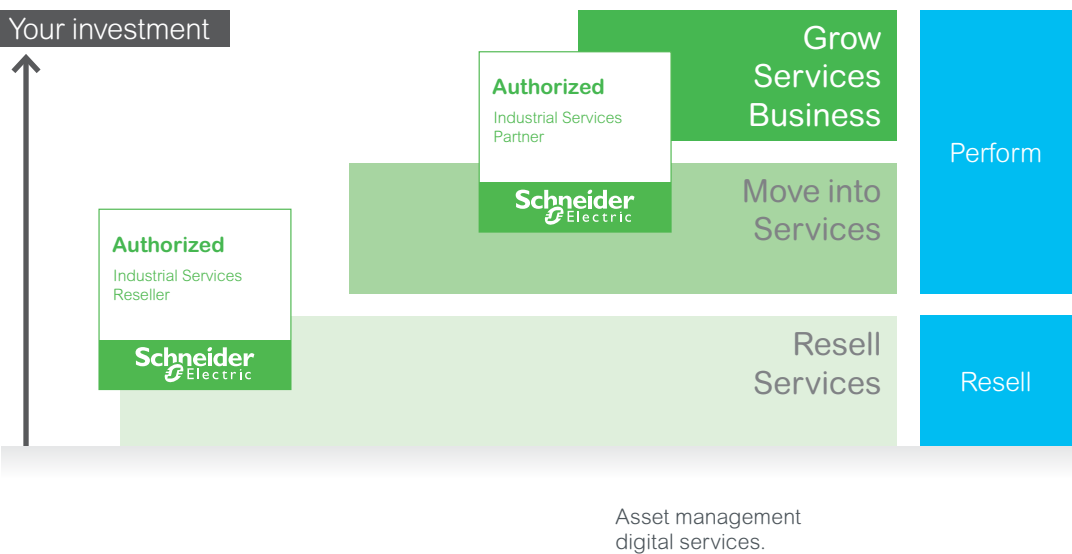 Your investment
Grow
Services
Business
Authorized
Industrial Services
Partner
Schneider
Electric
Perform
Move into
Services
Authorized
Industrial Services
Reseller
Schneider
Electric
Resell
Services
Resell
Asset management
digital services.